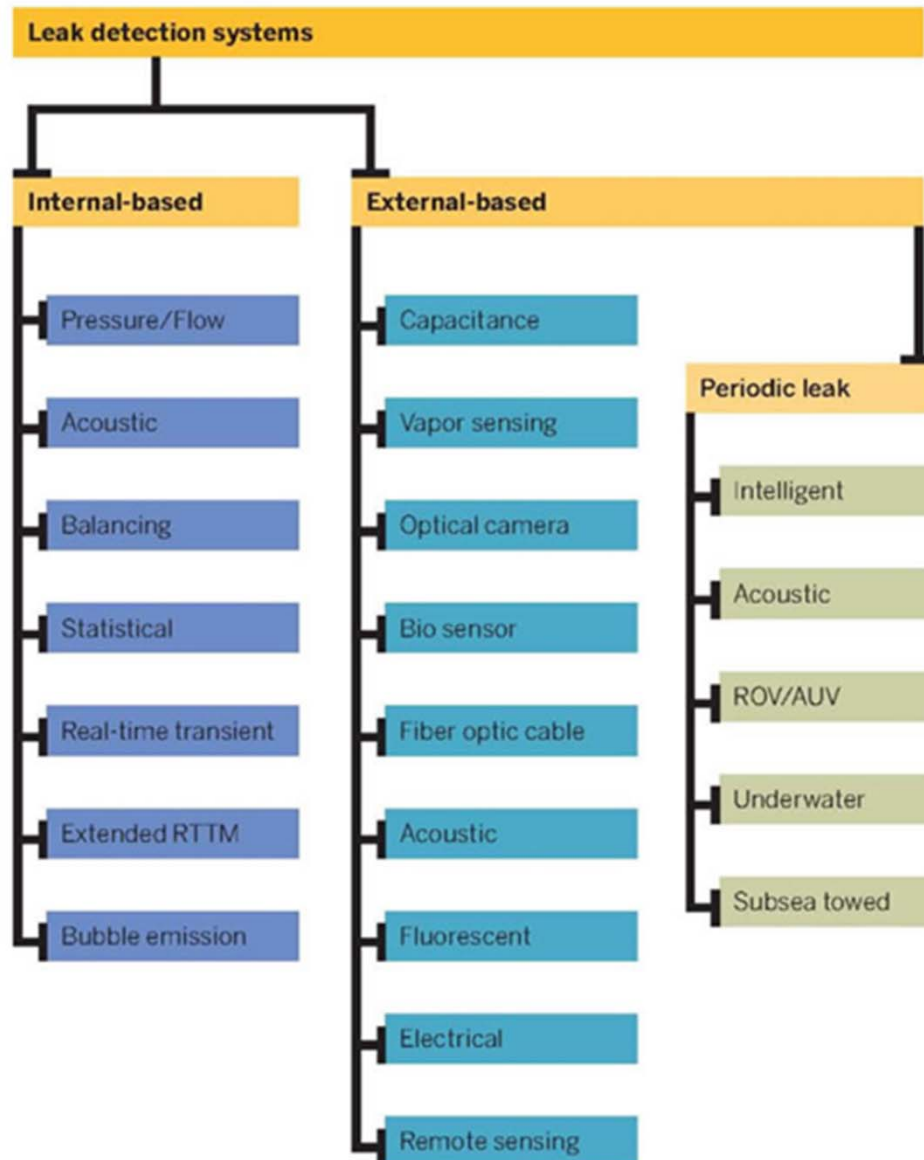 Leak detection systems
Internal-based
Pressure/Flow
Acoustic
Balancing
Statistical
Real-time transient
Extended RTTM
Bubble emission
External-based
Capacitance
Vapor sensing
Optical camera
Bio sensor
Fiber optic cable
Acoustic
Fluorescent
Electrical
Remote sensing
Periodic leak
Intelligent
Acoustic
ROV/AUV
Underwater
Subsea towed